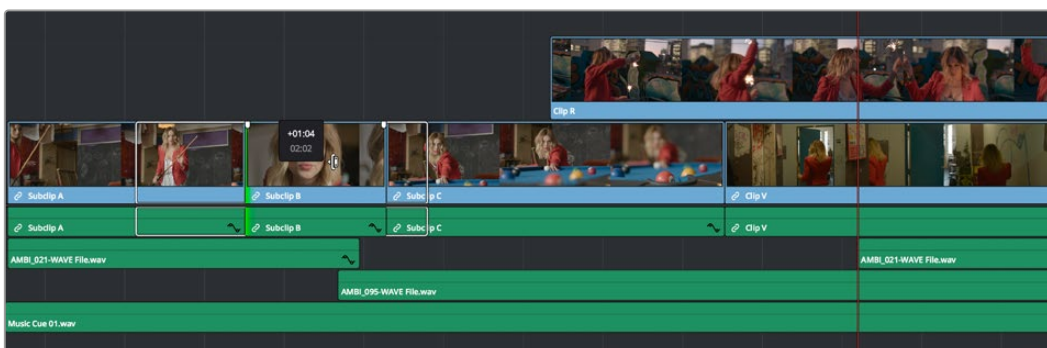 Clip R
+01:04
02:02
Subclip A
Subclip B
Subclip C
Clip V
Subclip A
Subclip B
Subclip C
Clip V
AMBI_021-WAVE File.wav
AMBI_021-WAVE File.wav
AMBI_095-WAVE File.wav
Music Cue 01.wav